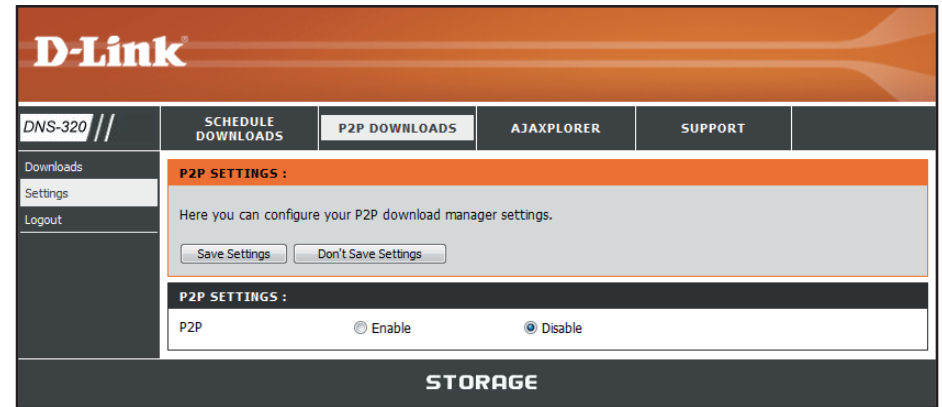 D-Link®
DNS-320 //
SCHEDULE
DOWNLOADS
P2P DOWNLOADS
AJAXPLORER
SUPPORT
Downloads
Settings
Logout
P2P SETTINGS :
Here you can configure your P2P download manager settings.
Save Settings
Don't Save Settings
P2P SETTINGS :
P2P
Enable
Disable
STORAGE